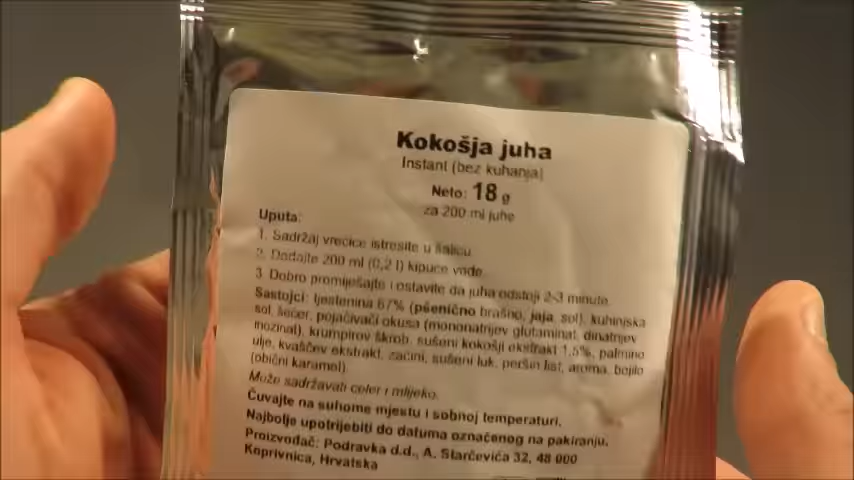 Kokošja juha
Instant (bez kuhanja)
Neto: 18 g
za 200 ml juhe
Uputa:
1. Sadržaj vrećice istresite u šalicu.
2. Dodajte 200 ml (0,2 l) kipuće vode.
3. Dobro promiješajte i ostavite da juha odstoji 2-3 minute.
Sastojci: tjestenina 67% (pšenično brašno, jaja, sol), kuhinjska
sol, šećer, pojačivači okusa (mononatrijev glutaminat, dinatrijev
inozinat), krumpirov škrob, sušeni kokošji ekstrakt 1,5%, palmino
ulje, kvaščev ekstrakt, začini, sušeni luk, peršin list, aroma, bojilo
(obični karamel).
Može sadržavati celer i mlijeko.
Čuvajte na suhome mjestu i sobnoj temperaturi.
Najbolje upotrijebiti do datuma označenog na pakiranju.
Proizvođač: Podravka d.d., A. Starčevića 32, 48 000
Koprivnica, Hrvatska